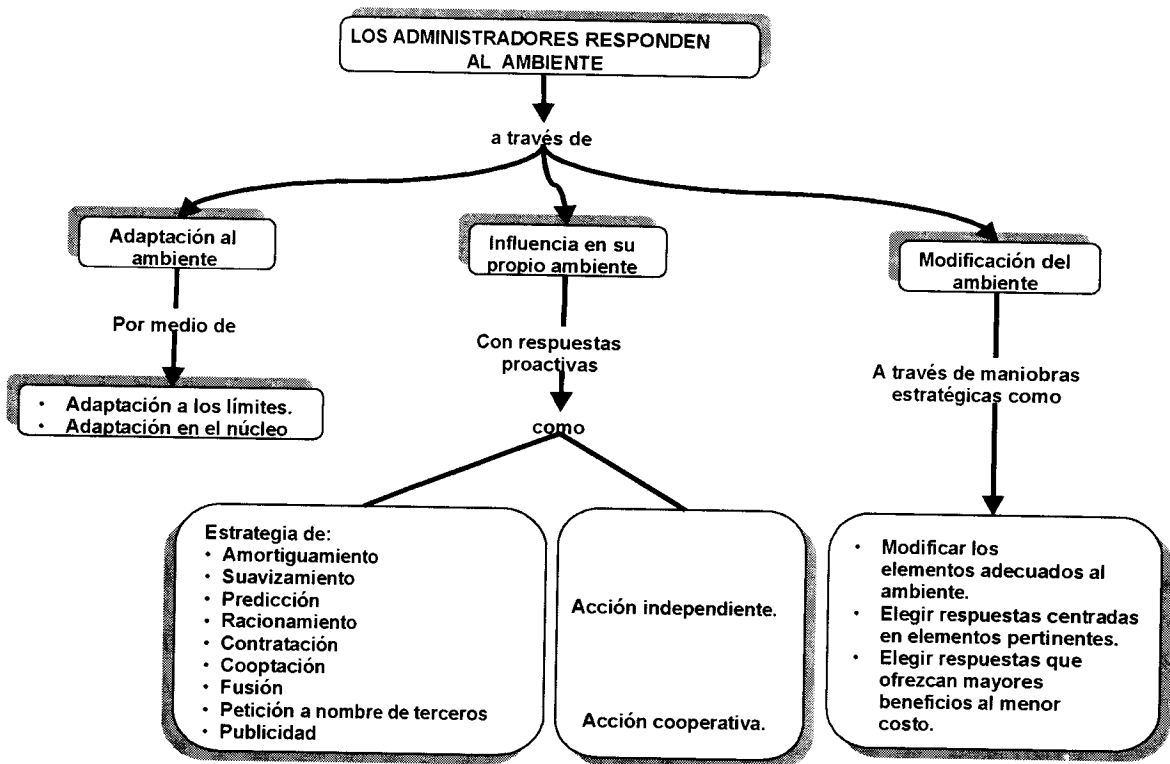 LOS ADMINISTRADORES RESPONDEN
AL AMBIENTE
a través de
Adaptación al
ambiente
Influencia en su
propio ambiente
Modificación del
ambiente
Por medio de
Con respuestas
proactivas
A través de maniobras
estratégicas como
· Adaptación a los límites.
· Adaptación en el núcleo
como
Estrategia de:
· Amortiguamiento
· Suavizamiento
· Predicción
· Racionamiento
· Contratación
· Cooptación
· Fusión
· Petición a nombre de terceros
· Publicidad
Acción independiente.
Acción cooperativa.
· Modificar los
elementos adecuados al
ambiente.
· Elegir respuestas centradas
en elementos pertinentes.
· Elegir respuestas que
ofrezcan mayores
beneficios al menor
costo.